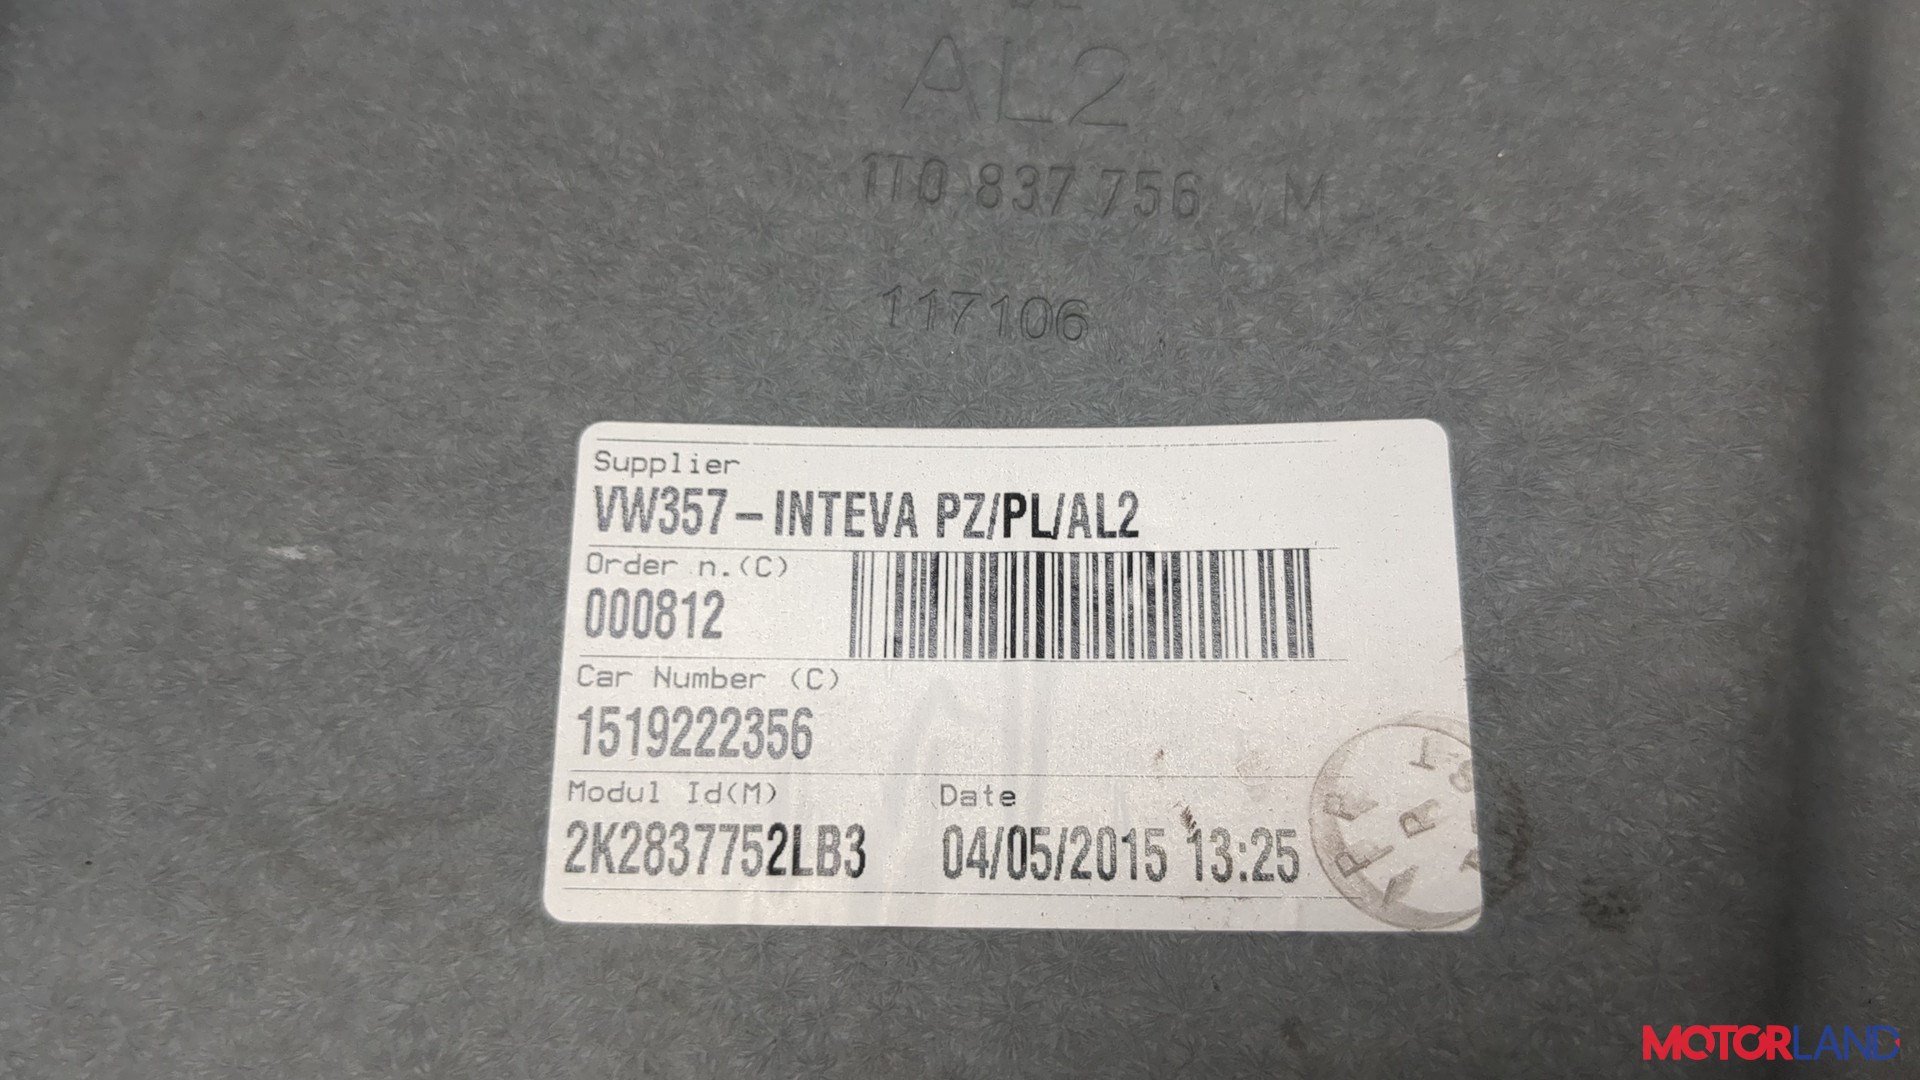 AL2
1T0 837 756 M
117106
Supplier
VW357-INTEVA PZ/PL/AL2
Order n.(C)
000812
Car Number (C)
1519222356
Modul Id(M) Date
2K2837752LB3 04/05/2015 13:25
MOTORLAND